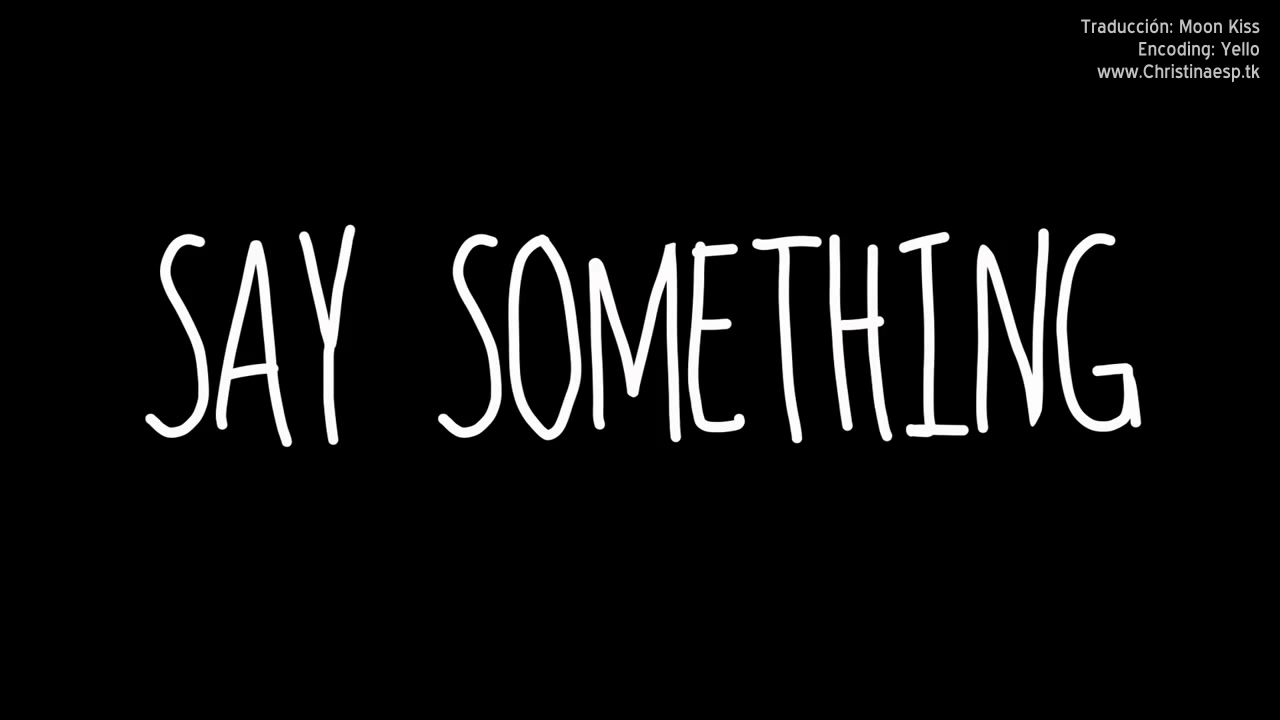 Traducción: Moon Kiss
Encoding: Yello
www.Christinaesp.tk
SAY SOMETHING